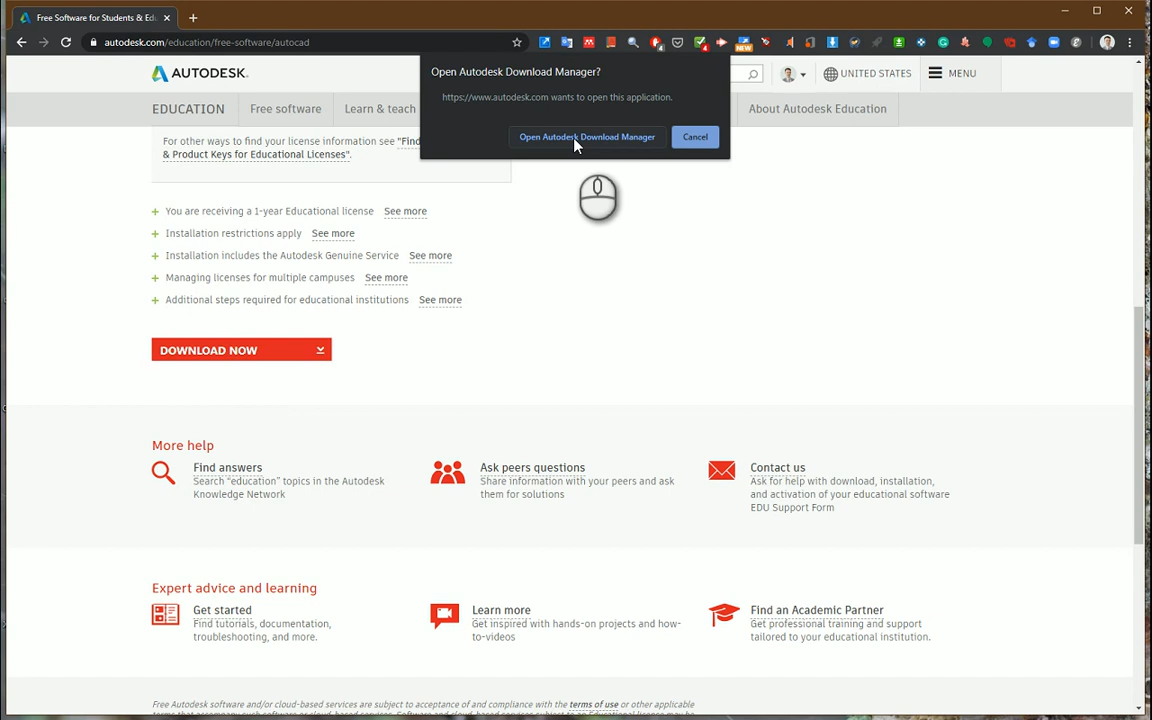 Free Software for Students & Edu
autodesk.com/education/free-software/autocad
AUTODESK.
UNITED STATES
MENU
EDUCATION
Free software
Learn & teach
About Autodesk Education
Open Autodesk Download Manager?
https://www.autodesk.com wants to open this application.
Open Autodesk Download Manager
Cancel
For other ways to find your license information see "Find
& Product Keys for Educational Licenses".
You are receiving a 1-year Educational license See more
Installation restrictions apply See more
Installation includes the Autodesk Genuine Service See more
Managing licenses for multiple campuses See more
Additional steps required for educational institutions See more
DOWNLOAD NOW
More help
Find answers
Search "education" topics in the Autodesk
Knowledge Network
Ask peers questions
Share information with your peers and ask
them for solutions
Contact us
Ask for help with download, installation,
and activation of your educational software
EDU Support Form
Expert advice and learning
Get started
Find tutorials, documentation,
troubleshooting, and more.
Learn more
Get inspired with hands-on projects and how-
to-videos
Find an Academic Partner
Get professional training and support
tailored to your educational institution.
Free Autodesk software and/or cloud-based services are subject to acceptance of and compliance with the terms of use or other applicable